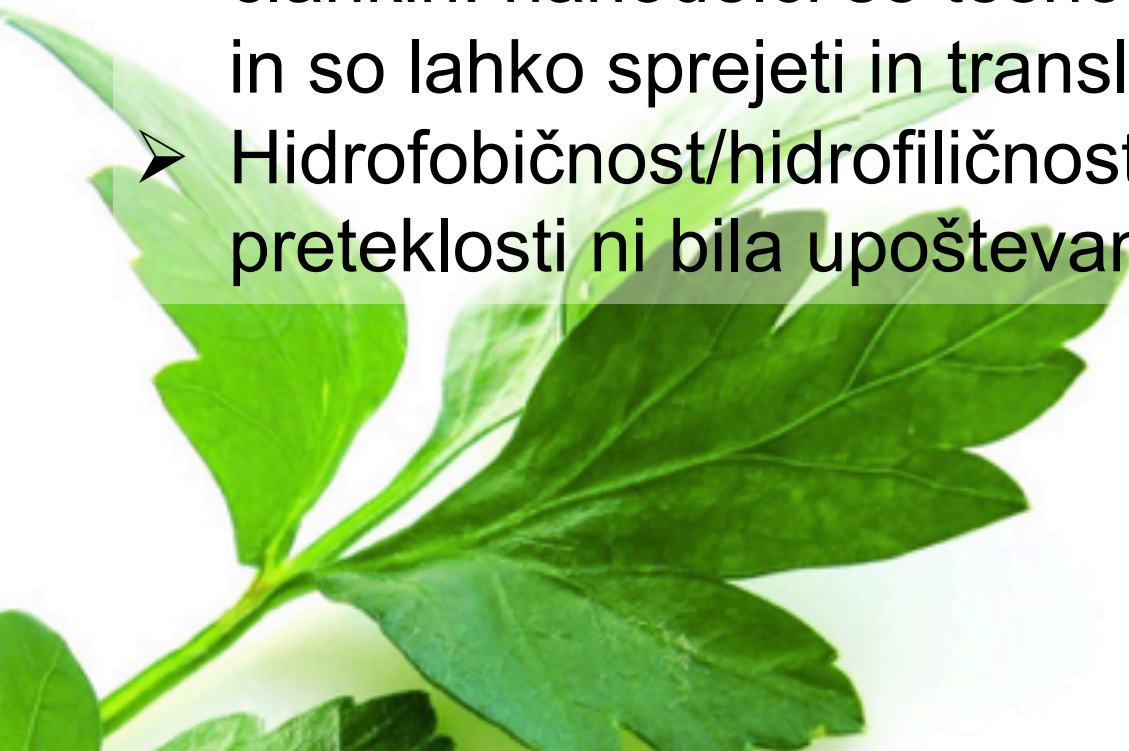 in so lahko sprejeti in transl
➢ Hidrofobičnost/hidrofiličnost
preteklosti ni bila upoštevan